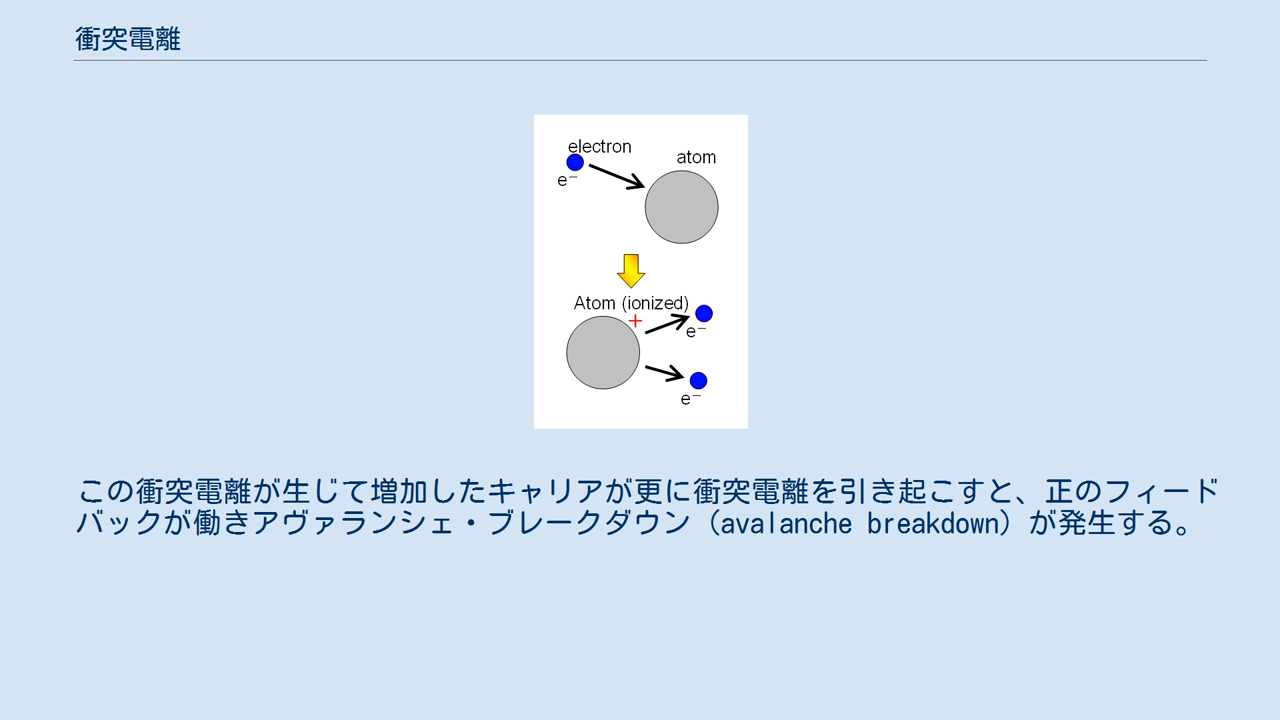 衝突電離
electron
atom
e⁻
Atom (ionized)
+
e⁻
e⁻
この衝突電離が生じて増加したキャリアが更に衝突電離を引き起こすと、正のフィード
バックが働きアヴァランシェ・ブレークダウン（avalanche breakdown）が発生する。